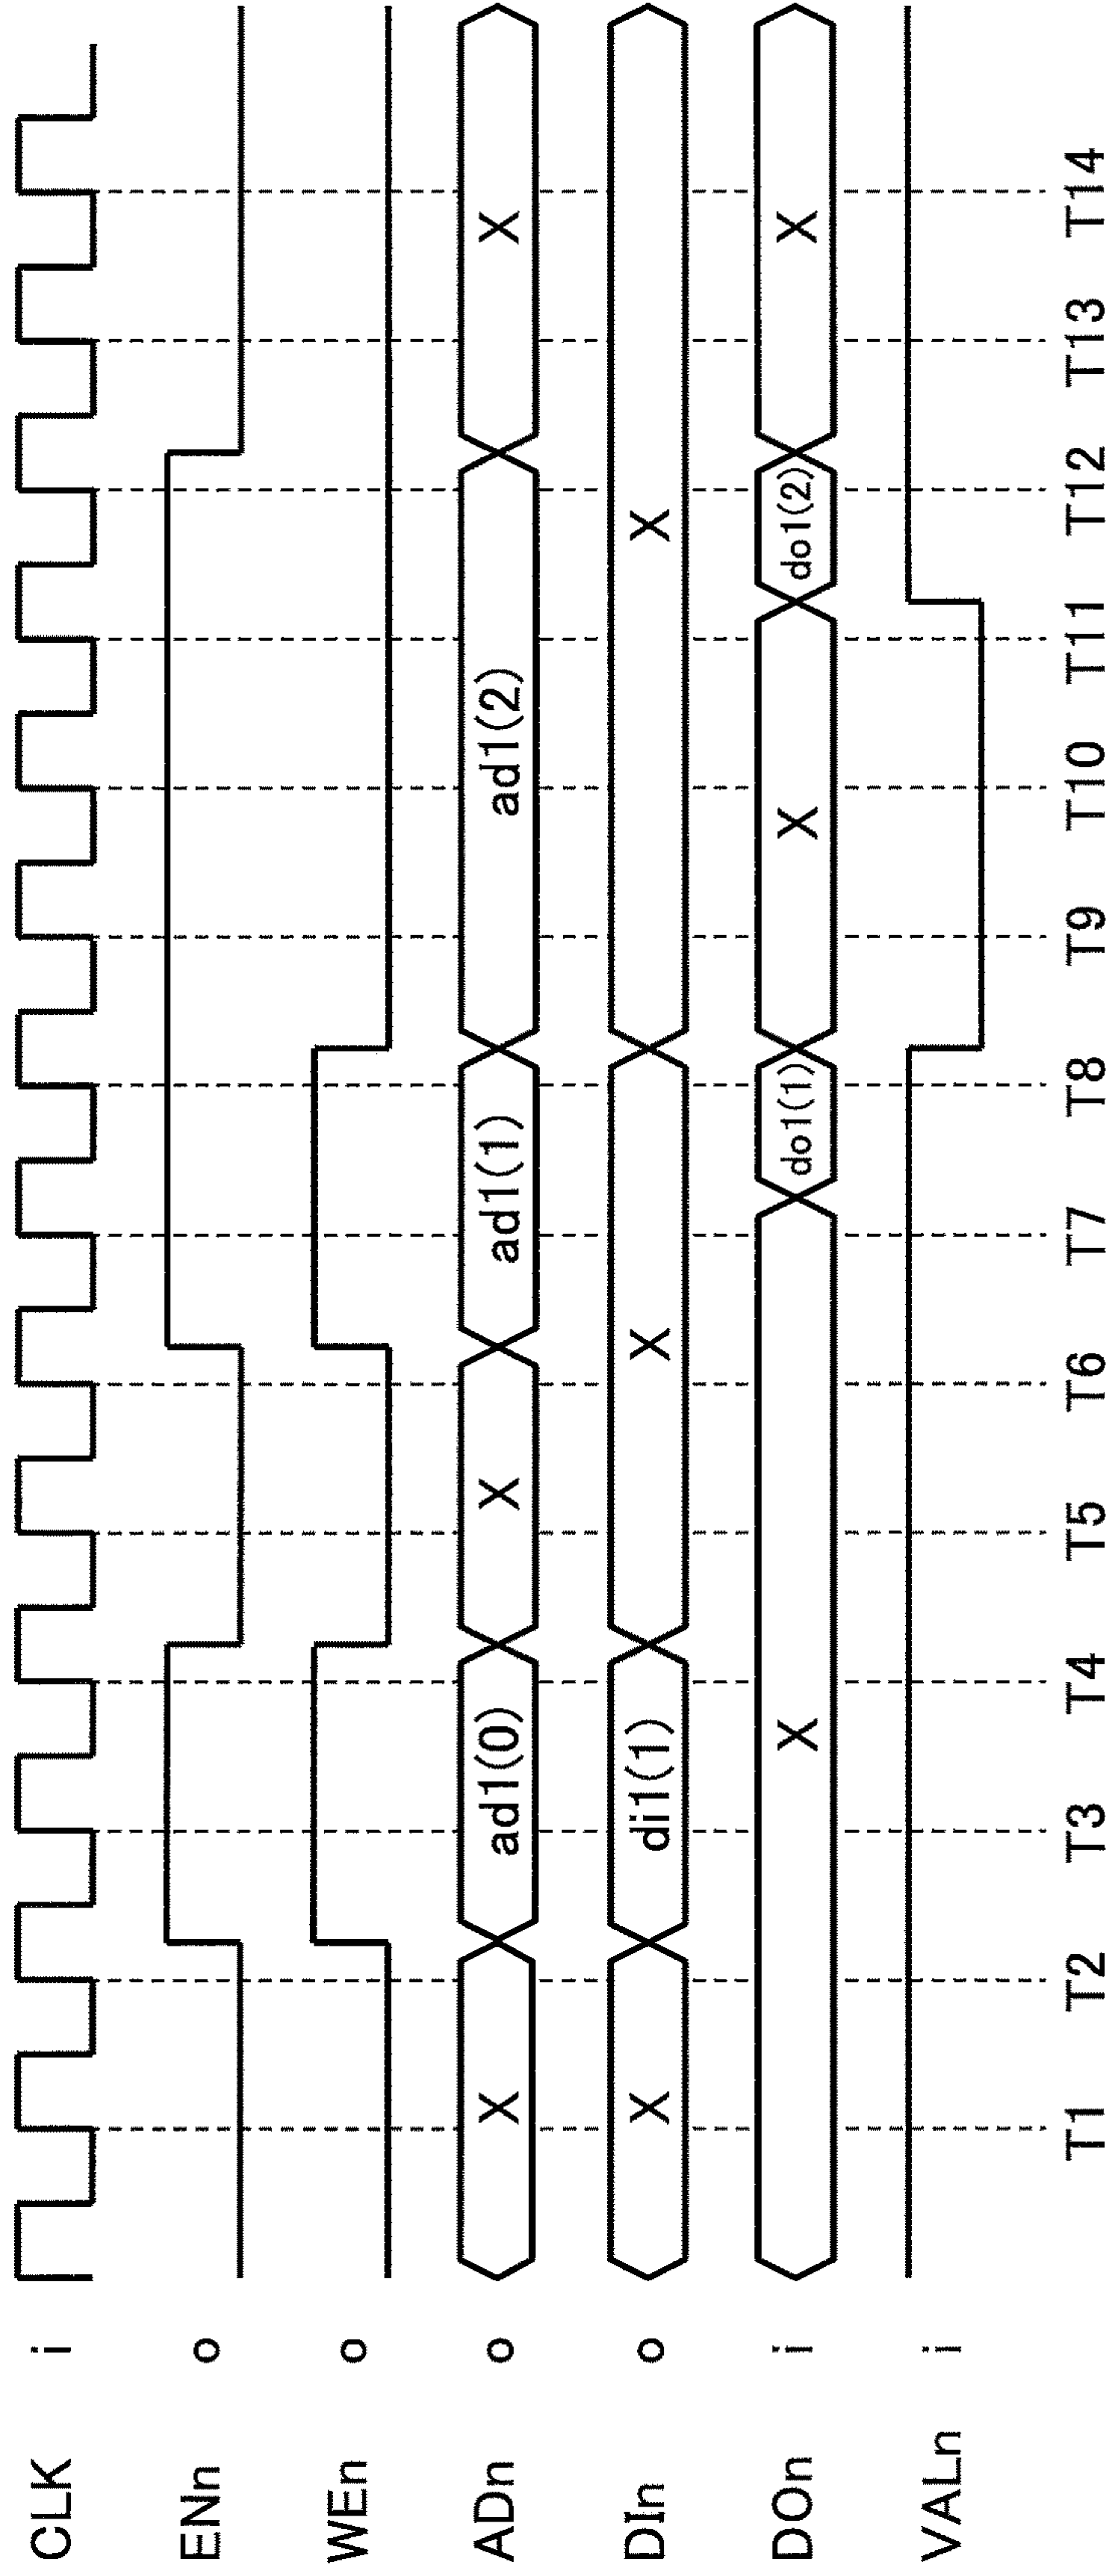 CLK i
ENn o
WEn o
ADn o X ad1(0) X ad1(1) ad1(2) X
DIn o X di1(1) X X
DOn i X do1(1) X do1(2) X
VALn i
T1 T2 T3 T4 T5 T6 T7 T8 T9 T10 T11 T12 T13 T14